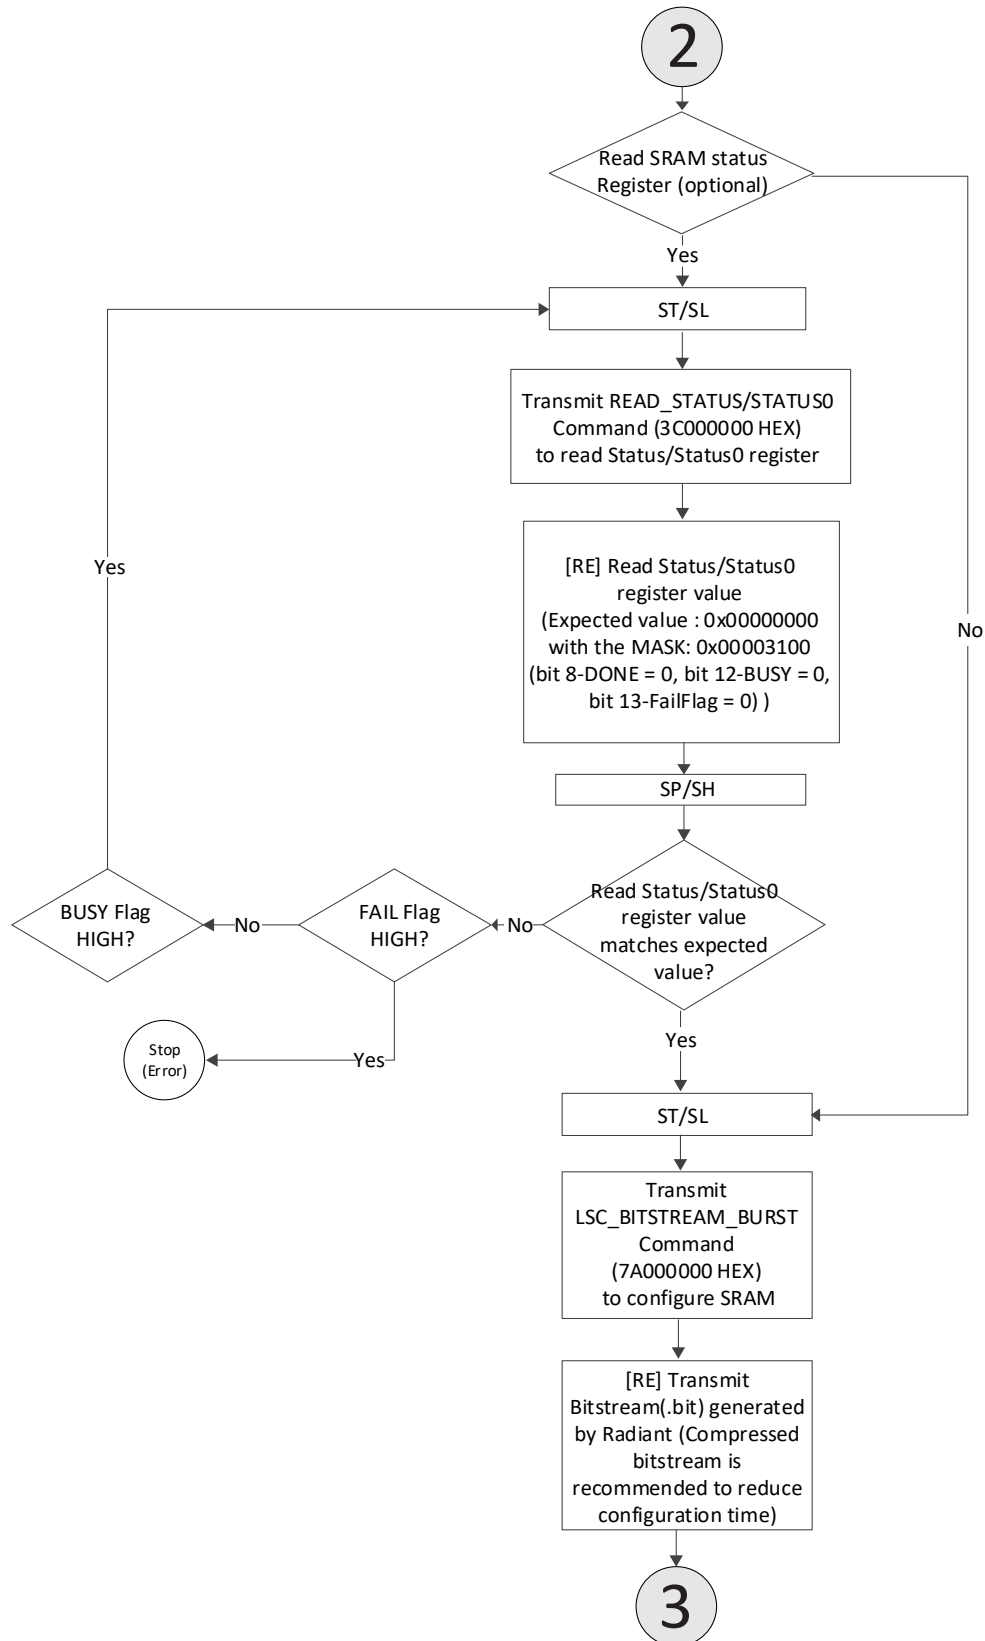 2
Read SRAM status
Register (optional)
Yes
ST/SL
Transmit READ_STATUS/STATUS0
Command (3C000000 HEX)
to read Status/Status0 register
Yes
[RE] Read Status/Status0
register value
(Expected value : 0x00000000
with the MASK: 0x00003100
(bit 8-DONE = 0, bit 12-BUSY = 0,
bit 13-FailFlag = 0) )
No
SP/SH
Read Status/Status0
register value
matches expected
value?
No
FAIL Flag
HIGH?
No
BUSY Flag
HIGH?
Yes
Stop
(Error)
Yes
ST/SL
Transmit
LSC_BITSTREAM_BURST
Command
(7A000000 HEX)
to configure SRAM
[RE] Transmit
Bitstream(.bit) generated
by Radiant (Compressed
bitstream is
recommended to reduce
configuration time)
3